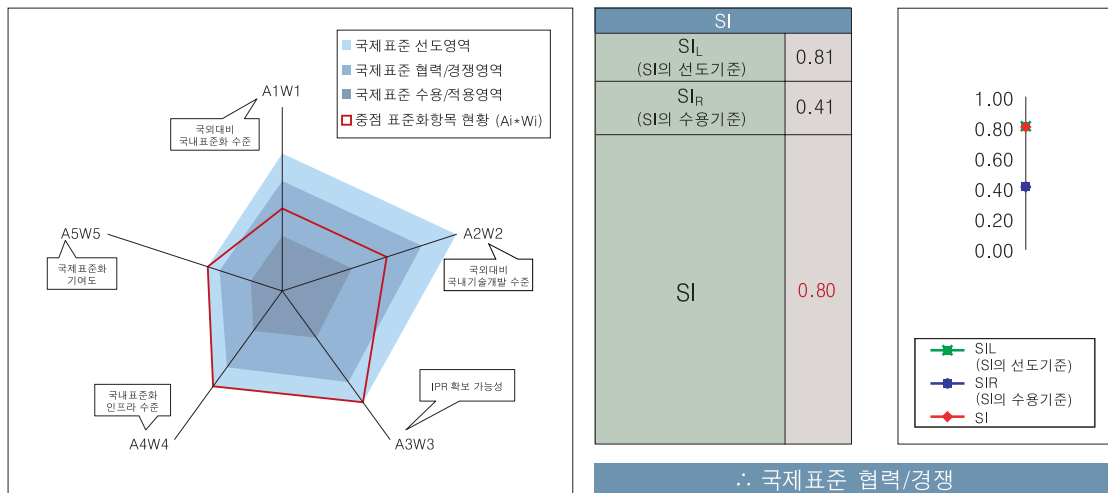 국제표준 선도영역
국제표준 협력/경쟁영역
국제표준 수용/적용영역
중점 표준화항목 현황 (Ai*Wi)
A1W1
국외대비
국내표준화 수준
A5W5
국제표준화
기여도
A2W2
국외대비
국내기술개발 수준
국내표준화
인프라 수준
A4W4
IPR 확보 가능성
A3W3
SI
SIL
(SI의 선도기준)
0.81
SIR
(SI의 수용기준)
0.41
SI
0.80
1.00
0.80
0.60
0.40
0.20
0.00
SIL
(SI의 선도기준)
SIR
(SI의 수용기준)
SI
∴ 국제표준 협력/경쟁